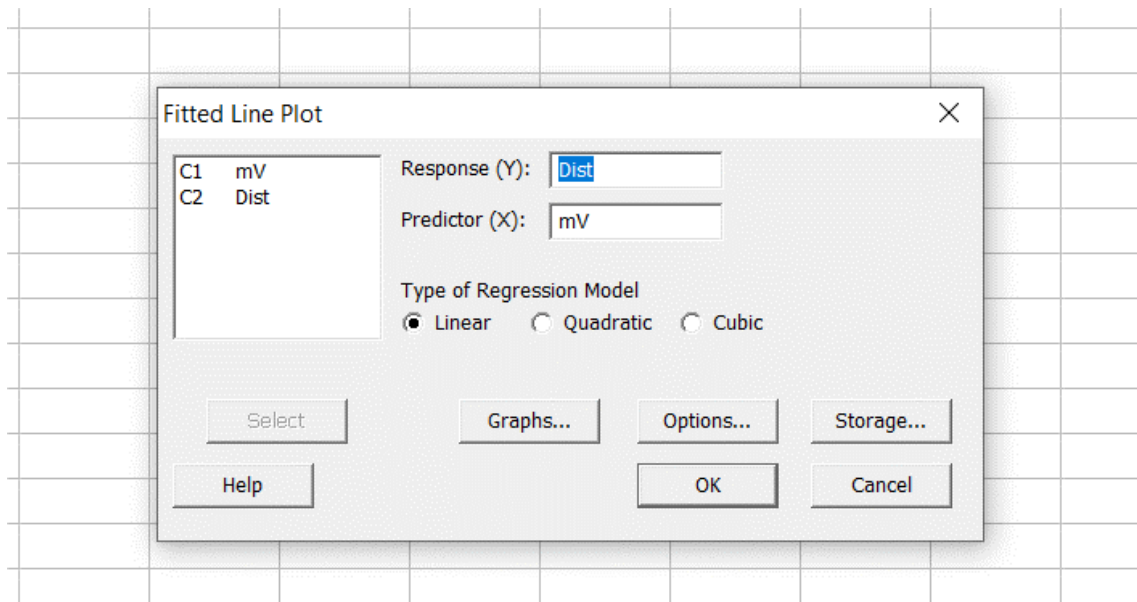 Fitted Line Plot
C1 mV
C2 Dist
Response (Y): Dist
Predictor (X): mV
Type of Regression Model
Linear Quadratic Cubic
Select Graphs... Options... Storage...
Help OK Cancel